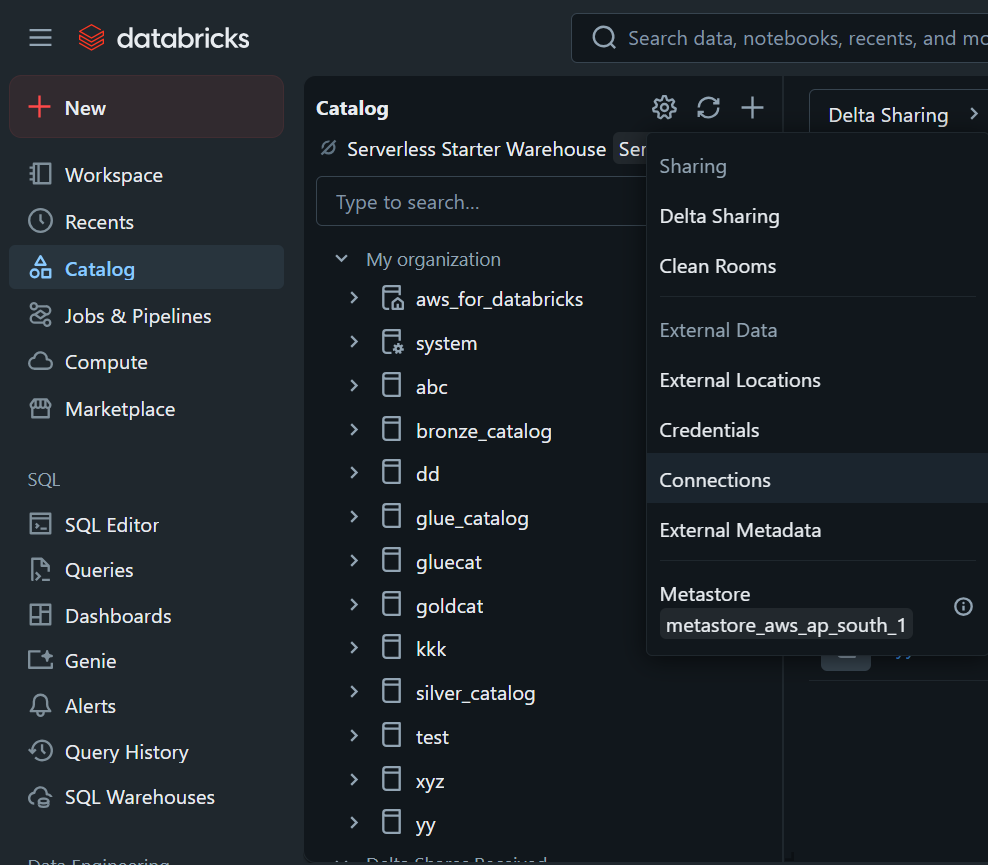 databricks
Search data, notebooks, recents, and mo
New
Workspace
Recents
Catalog
Jobs & Pipelines
Compute
Marketplace
SQL
SQL Editor
Queries
Dashboards
Genie
Alerts
Query History
SQL Warehouses
Data Engineering
Catalog
Serverless Starter Warehouse Ser
Type to search...
My organization
aws_for_databricks
system
abc
bronze_catalog
dd
glue_catalog
gluecat
goldcat
kkk
silver_catalog
test
xyz
yy
Delta Shares Received
Delta Sharing
Sharing
Delta Sharing
Clean Rooms
External Data
External Locations
Credentials
Connections
External Metadata
Metastore
metastore_aws_ap_south_1